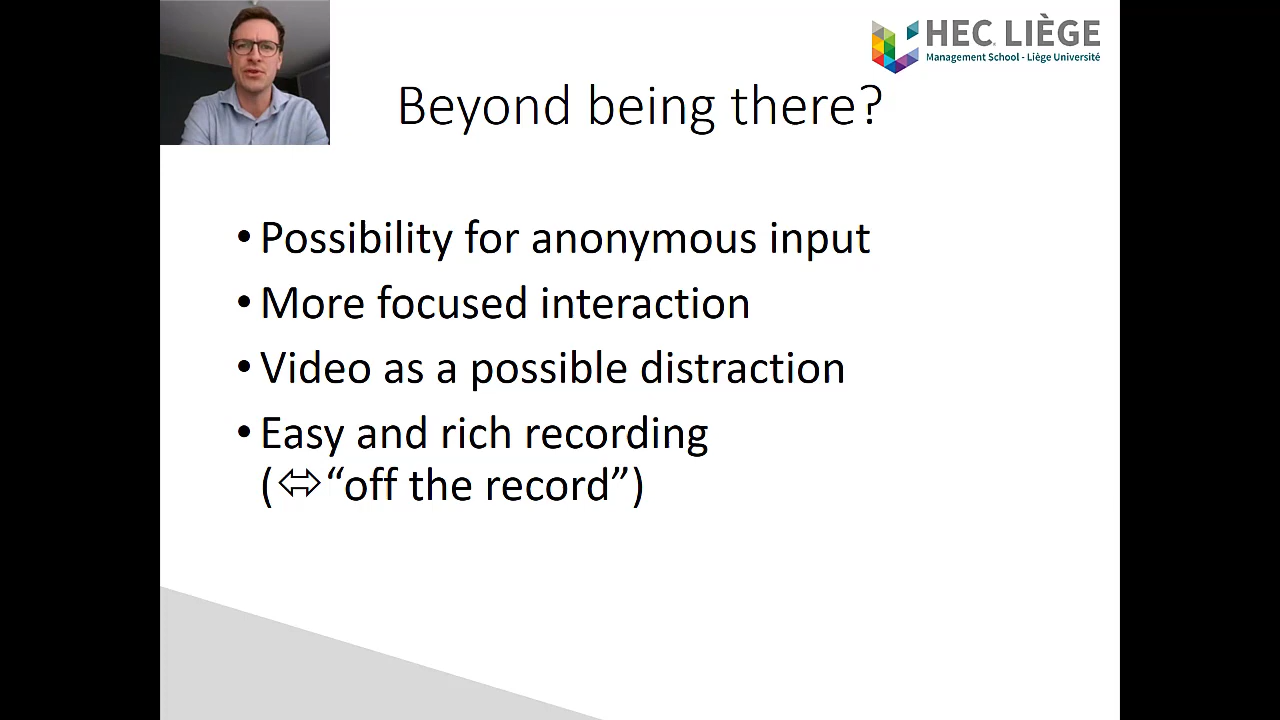 HEC LIÈGE
Management School - Liège Université
Beyond being there?
• Possibility for anonymous input
• More focused interaction
• Video as a possible distraction
• Easy and rich recording
(⬄“off the record”)